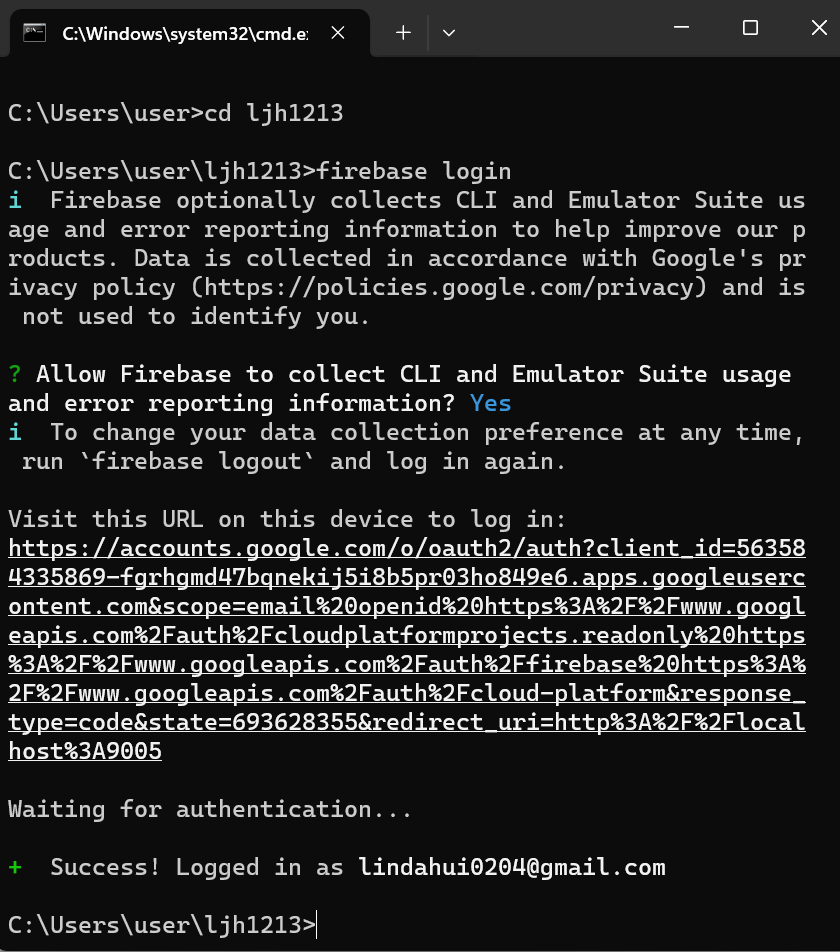 C:\Windows\system32\cmd.e:
C:\Users\user>cd ljh1213
C:\Users\user\ljh1213>firebase login
i  Firebase optionally collects CLI and Emulator Suite us
age and error reporting information to help improve our p
roducts. Data is collected in accordance with Google's pr
ivacy policy (https://policies.google.com/privacy) and is
 not used to identify you.
? Allow Firebase to collect CLI and Emulator Suite usage
and error reporting information? Yes
i  To change your data collection preference at any time,
 run `firebase logout` and log in again.
Visit this URL on this device to log in:
https://accounts.google.com/o/oauth2/auth?client_id=56358
4335869-fgrhgmd47bqnekij5i8b5pr03ho849e6.apps.googleuserc
ontent.com&scope=email%20openid%20https%3A%2F%2Fwww.googl
eapis.com%2Fauth%2Fcloudplatformprojects.readonly%20https
%3A%2F%2Fwww.googleapis.com%2Fauth%2Ffirebase%20https%3A%
2F%2Fwww.googleapis.com%2Fauth%2Fcloud-platform&response_
type=code&state=693628355&redirect_uri=http%3A%2F%2Flocal
host%3A9005
Waiting for authentication...
+  Success! Logged in as lindahui0204@gmail.com
C:\Users\user\ljh1213>